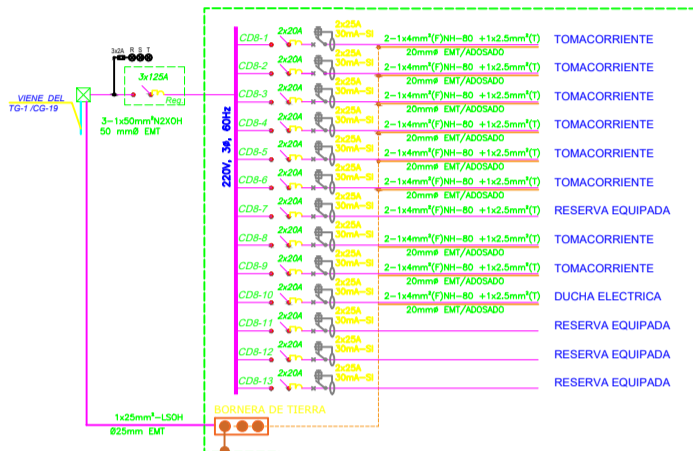 3x2A R S T
3x125A
Reg.
VIENE DEL
TG-1 /CG-19
3-1x50mm²N2XOH
50 mmØ EMT
220V, 3Ø, 60Hz
CD8-1 2x20A 2x25A 30mA-SI 2-1x4mm²(F)NH-80 +1x2.5mm²(T) TOMACORRIENTE
20mmø EMT/ADOSADO
CD8-2 2x20A 2x25A 30mA-SI 2-1x4mm²(F)NH-80 +1x2.5mm²(T) TOMACORRIENTE
20mmø EMT/ADOSADO
CD8-3 2x20A 2x25A 30mA-SI 2-1x4mm²(F)NH-80 +1x2.5mm²(T) TOMACORRIENTE
20mmø EMT/ADOSADO
CD8-4 2x20A 2x25A 30mA-SI 2-1x4mm²(F)NH-80 +1x2.5mm²(T) TOMACORRIENTE
20mmø EMT/ADOSADO
CD8-5 2x20A 2x25A 30mA-SI 2-1x4mm²(F)NH-80 +1x2.5mm²(T) TOMACORRIENTE
20mmø EMT/ADOSADO
CD8-6 2x20A 2x25A 30mA-SI 2-1x4mm²(F)NH-80 +1x2.5mm²(T) TOMACORRIENTE
20mmø EMT/ADOSADO
CD8-7 2x20A 2x25A 30mA-SI 2-1x4mm²(F)NH-80 +1x2.5mm²(T) RESERVA EQUIPADA
CD8-8 2x20A 2x25A 30mA-SI 2-1x4mm²(F)NH-80 +1x2.5mm²(T) TOMACORRIENTE
20mmø EMT/ADOSADO
CD8-9 2x20A 2x25A 30mA-SI 2-1x4mm²(F)NH-80 +1x2.5mm²(T) TOMACORRIENTE
20mmø EMT/ADOSADO
CD8-10 2x20A 2x25A 30mA-SI 2-1x4mm²(F)NH-80 +1x2.5mm²(T) DUCHA ELECTRICA
20mmø EMT/ADOSADO
CD8-11 2x20A 2x25A 30mA-SI RESERVA EQUIPADA
CD8-12 2x20A 2x25A 30mA-SI RESERVA EQUIPADA
CD8-13 2x20A 2x25A 30mA-SI RESERVA EQUIPADA
BORNERA DE TIERRA
1x25mm²-LSOH
Ø25mm EMT